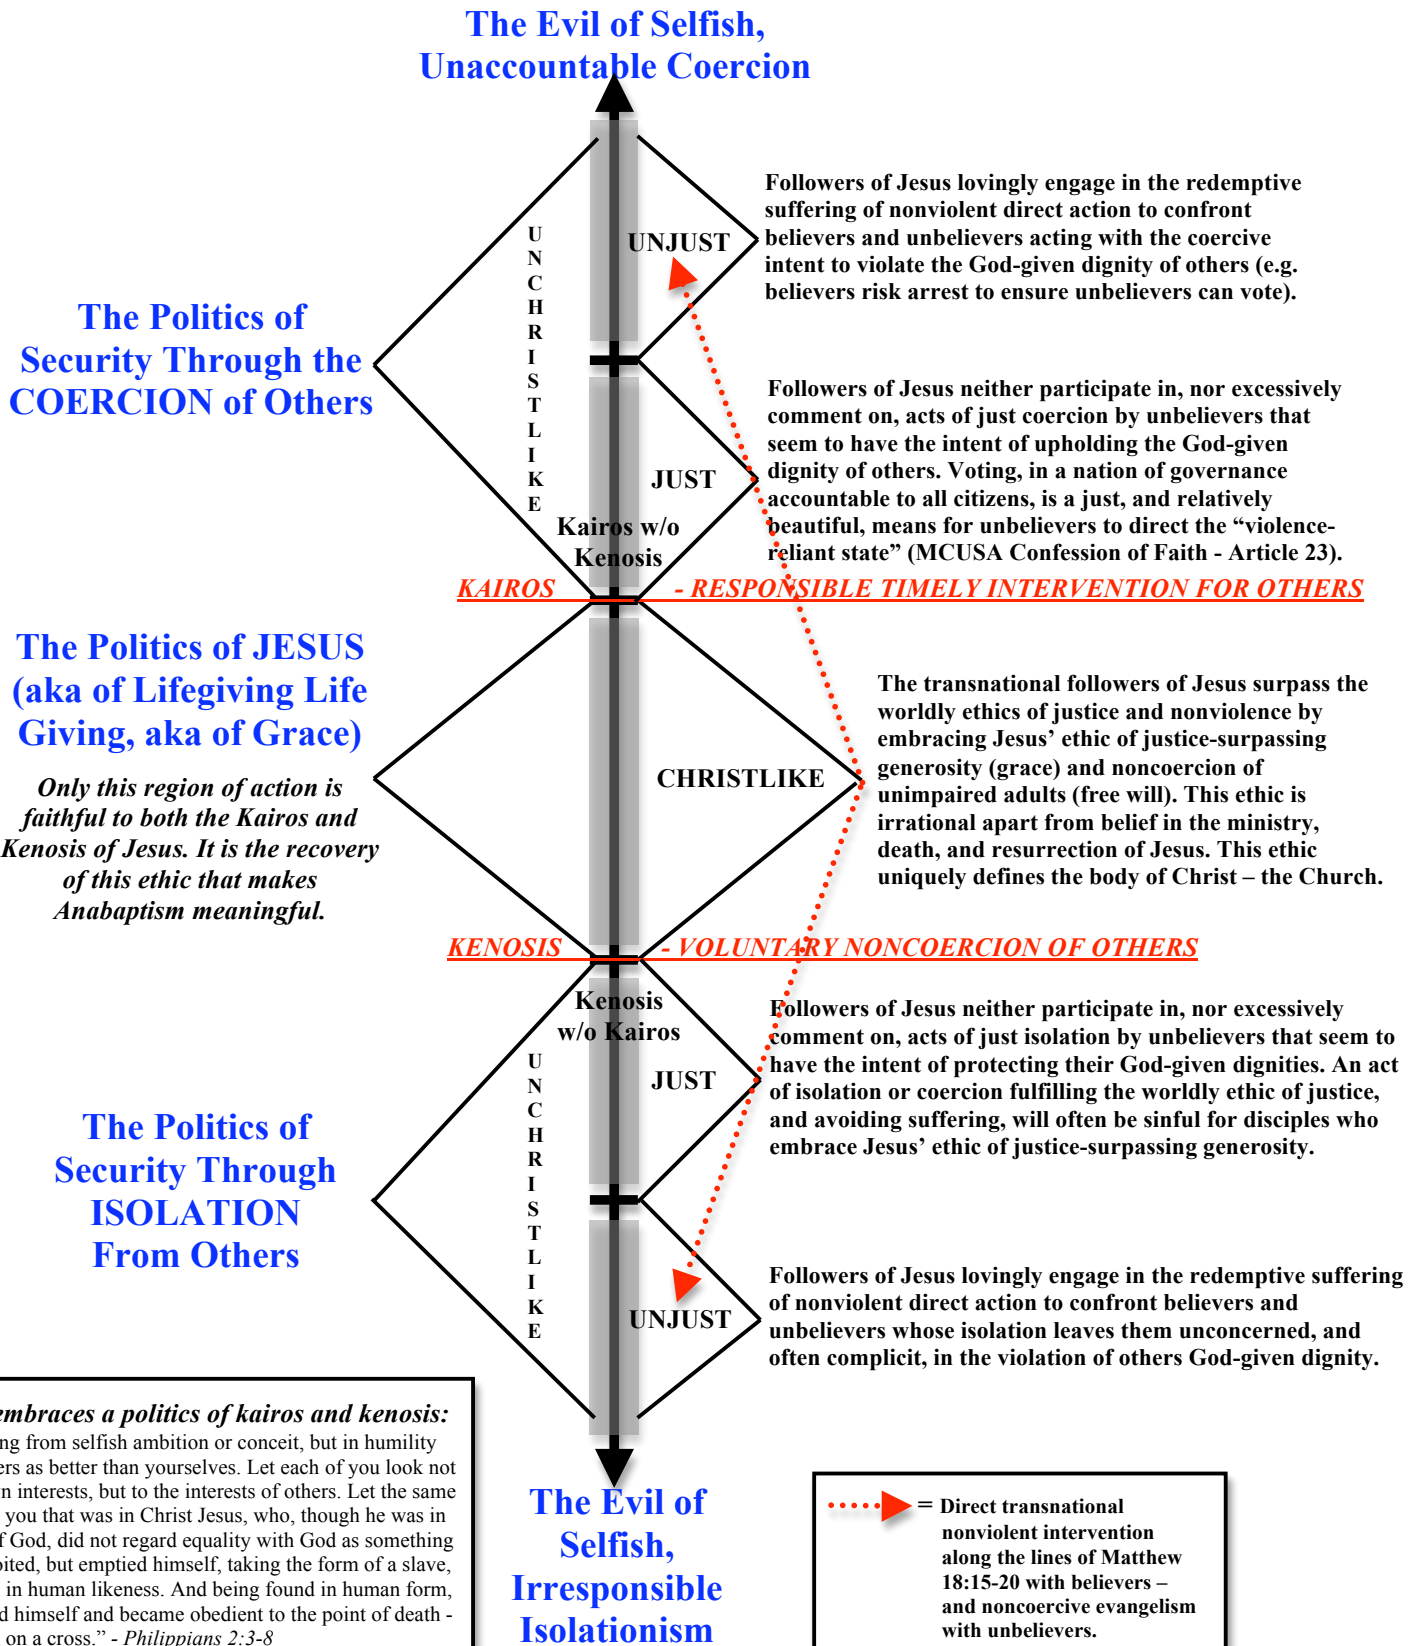 The Evil of Selfish,
Unaccountable Coercion
UNCHRISTLIKE
UNJUST
Followers of Jesus lovingly engage in the redemptive
suffering of nonviolent direct action to confront
believers and unbelievers acting with the coercive
intent to violate the God-given dignity of others (e.g.
believers risk arrest to ensure unbelievers can vote).
The Politics of
Security Through the
COERCION of Others
JUST
Followers of Jesus neither participate in, nor excessively
comment on, acts of just coercion by unbelievers that
seem to have the intent of upholding the God-given
dignity of others. Voting, in a nation of governance
accountable to all citizens, is a just, and relatively
beautiful, means for unbelievers to direct the “violence-
reliant state” (MCUSA Confession of Faith - Article 23).
Kairos w/o
Kenosis
KAIROS - RESPONSIBLE TIMELY INTERVENTION FOR OTHERS
The Politics of JESUS
(aka of Lifegiving Life
Giving, aka of Grace)
Only this region of action is
faithful to both the Kairos and
Kenosis of Jesus. It is the recovery
of this ethic that makes
Anabaptism meaningful.
CHRISTLIKE
The transnational followers of Jesus surpass the
worldly ethics of justice and nonviolence by
embracing Jesus’ ethic of justice-surpassing
generosity (grace) and noncoercion of
unimpaired adults (free will). This ethic is
irrational apart from belief in the ministry,
death, and resurrection of Jesus. This ethic
uniquely defines the body of Christ – the Church.
KENOSIS - VOLUNTARY NONCOERCION OF OTHERS
Kenosis
w/o Kairos
UNCHRISTLIKE
JUST
Followers of Jesus neither participate in, nor excessively
comment on, acts of just isolation by unbelievers that seem to
have the intent of protecting their God-given dignities. An act
of isolation or coercion fulfilling the worldly ethic of justice,
and avoiding suffering, will often be sinful for disciples who
embrace Jesus’ ethic of justice-surpassing generosity.
The Politics of
Security Through
ISOLATION
From Others
UNJUST
Followers of Jesus lovingly engage in the redemptive suffering
of nonviolent direct action to confront believers and
unbelievers whose isolation leaves them unconcerned, and
often complicit, in the violation of others God-given dignity.
embraces a politics of kairos and kenosis:
from selfish ambition or conceit, but in humility
as better than yourselves. Let each of you look not
interests, but to the interests of others. Let the same
you that was in Christ Jesus, who, though he was in
God, did not regard equality with God as something
but emptied himself, taking the form of a slave,
in human likeness. And being found in human form,
himself and became obedient to the point of death -
on a cross.” - Philippians 2:3-8
The Evil of
Selfish,
Irresponsible
Isolationism
= Direct transnational
nonviolent intervention
along the lines of Matthew
18:15-20 with believers –
and noncoercive evangelism
with unbelievers.